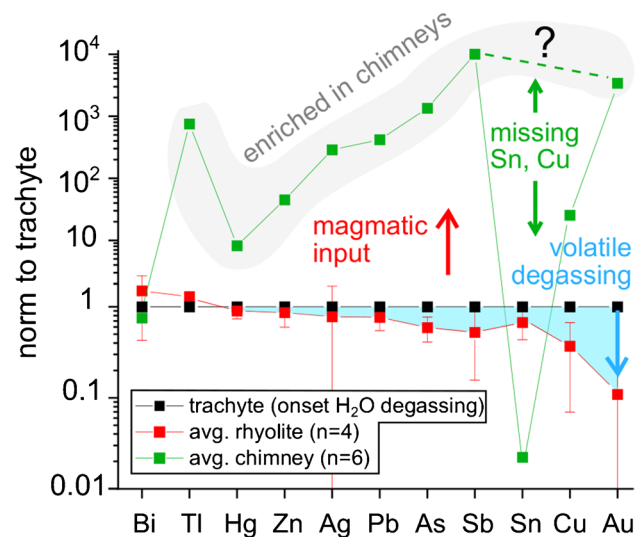 norm to trachyte
10⁴
10³
10²
10
1
0.1
0.01
enriched in chimneys
?
missing
Sn, Cu
magmatic
input
volatile
degassing
trachyte (onset H₂O degassing)
avg. rhyolite (n=4)
avg. chimney (n=6)
Bi Tl Hg Zn Ag Pb As Sb Sn Cu Au